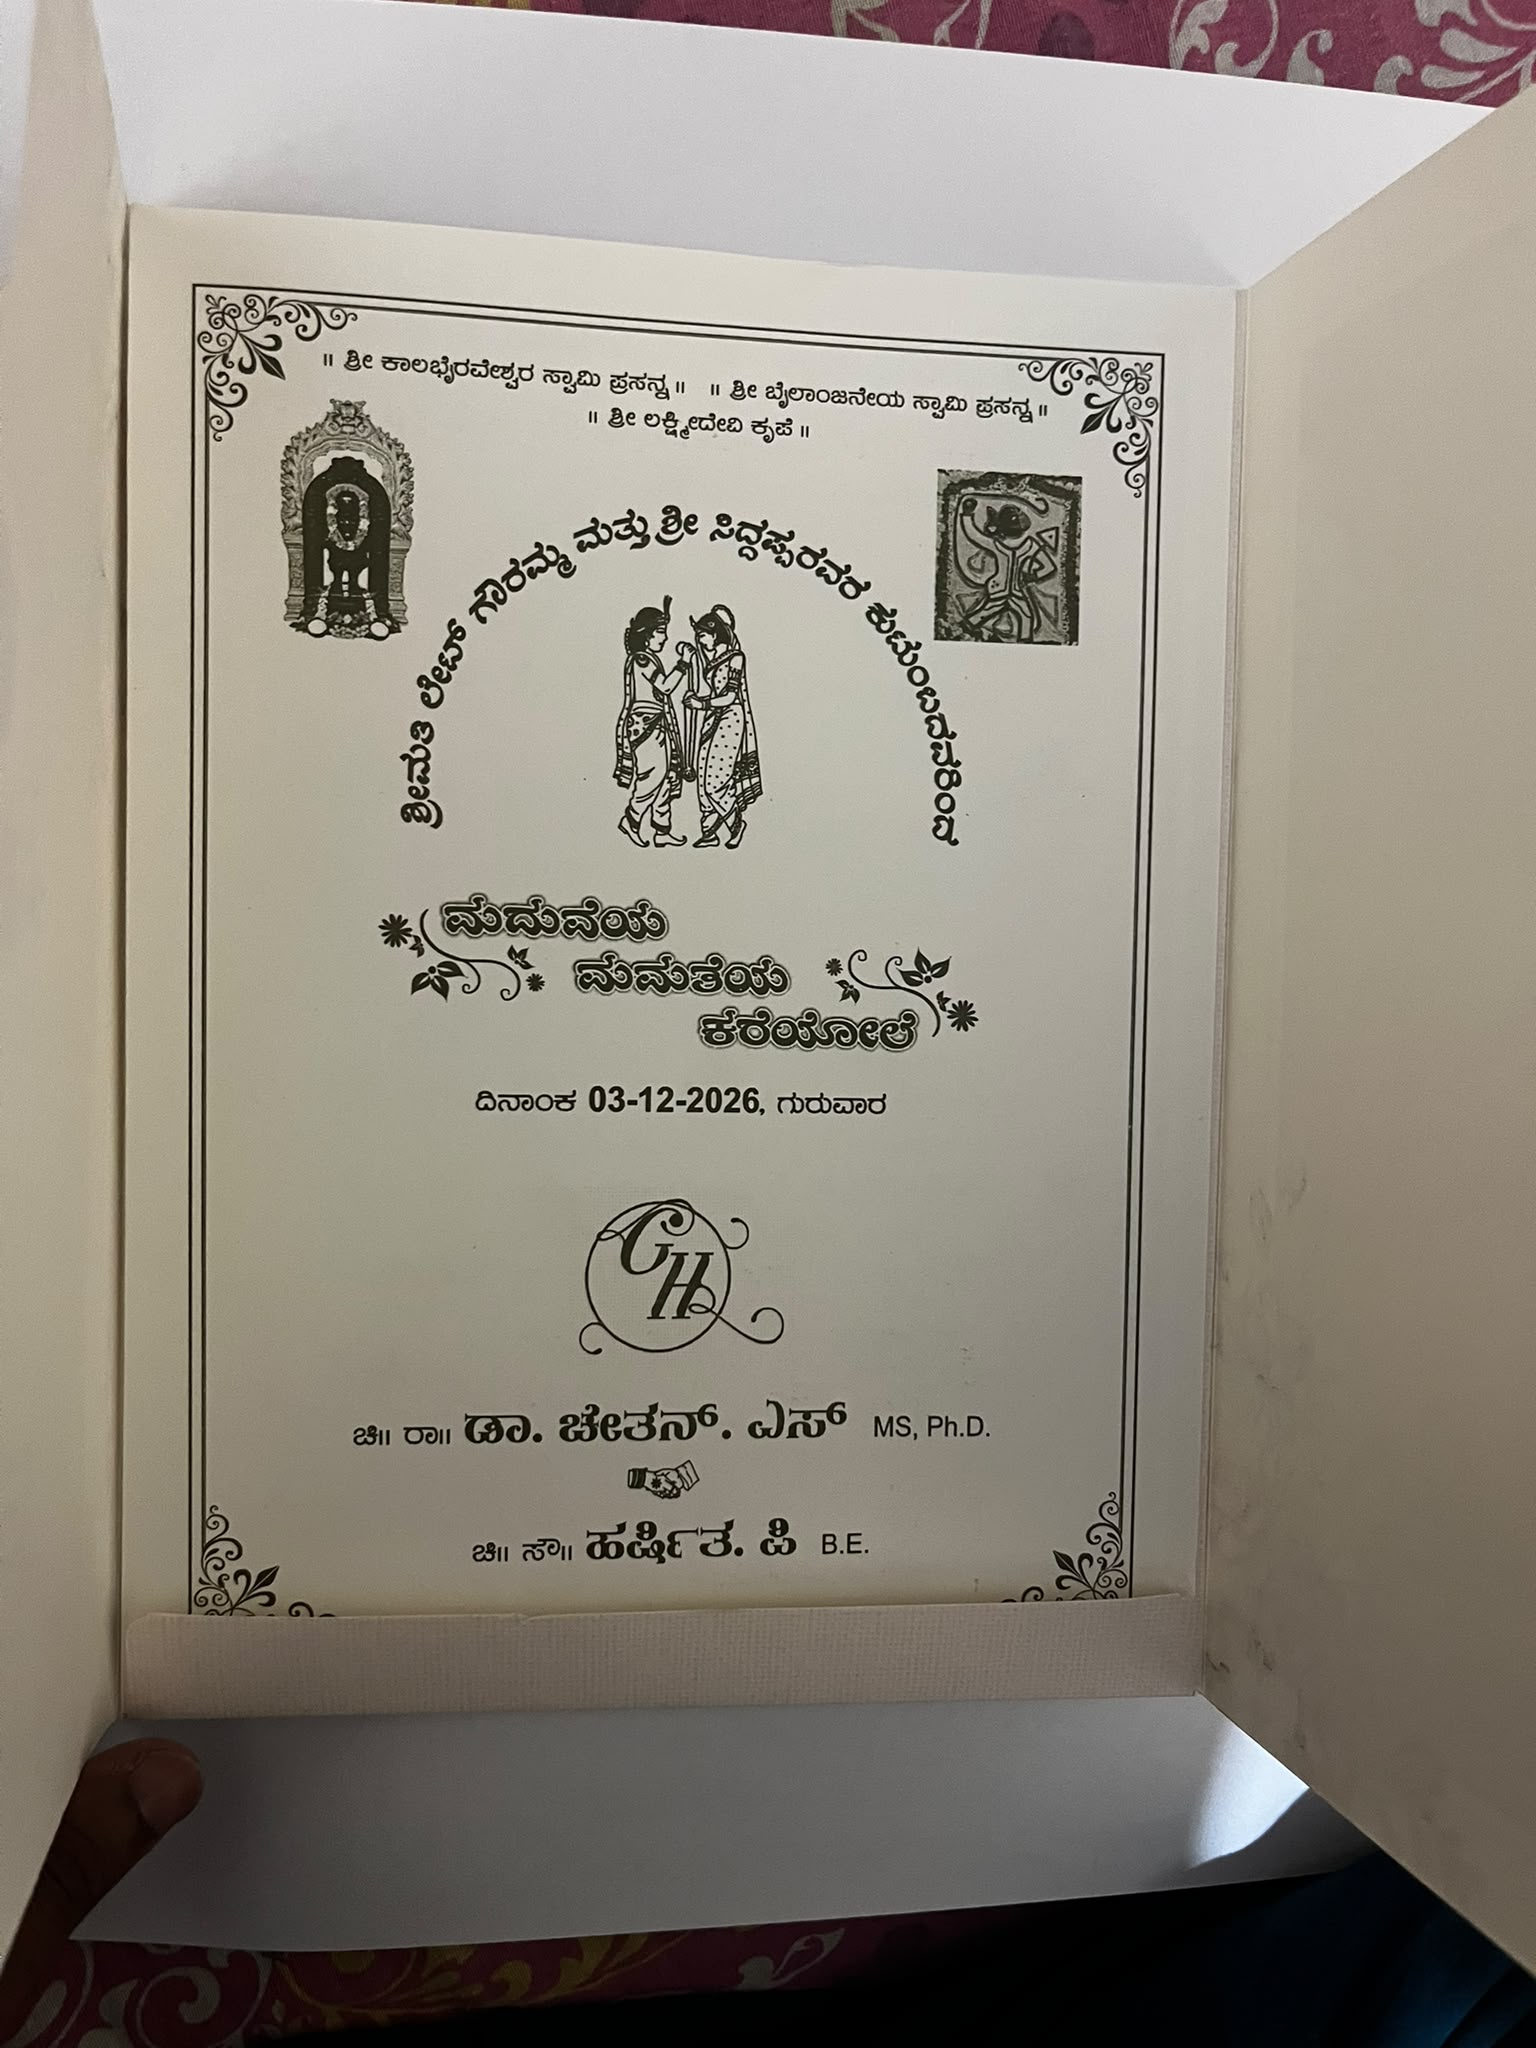 ॥ ಶ್ರೀ ಕಾಲಭೈರವೇಶ್ವರ ಸ್ವಾಮಿ ಪ್ರಸನ್ನ ॥ ॥ ಶ್ರೀ ಬೈಲಾಂಜನೇಯ ಸ್ವಾಮಿ ಪ್ರಸನ್ನ ॥
॥ ಶ್ರೀ ಲಕ್ಷ್ಮೀದೇವಿ ಕೃಪೆ ॥
ಶ್ರೀಮತಿ ಲೇಟ್ ಗೌರಮ್ಮ ಮತ್ತು ಶ್ರೀ ಸಿದ್ದಪ್ಪರವರ ಕುಟುಂಬದವರಿಂದ
ಮದುವೆಯ
ಮಮತೆಯ
ಕರೆಯೋಲೆ
ದಿನಾಂಕ 03-12-2026, ಗುರುವಾರ
CH
ಚಿ॥ ರಾ॥ ಡಾ. ಚೇತನ್. ಎಸ್ MS, Ph.D.
ಚಿ॥ ಸೌ॥ ಹರ್ಷಿತ. ಪಿ B.E.